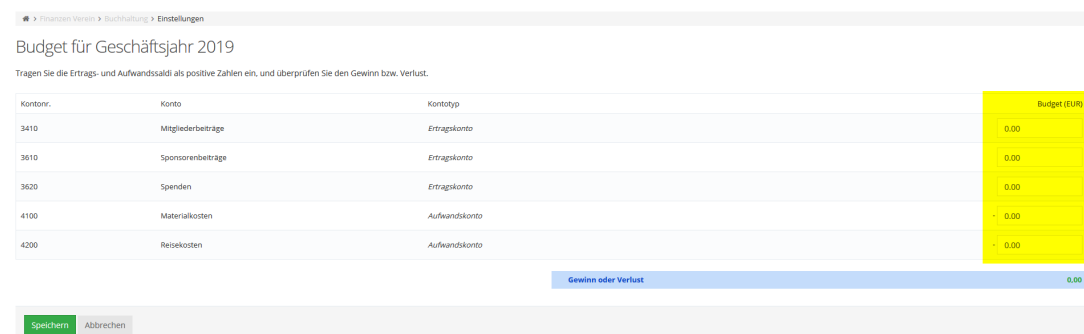 > Finanzen Verein > Buchhaltung > Einstellungen
Budget für Geschäftsjahr 2019
Tragen Sie die Ertrags- und Aufwandssaldi als positive Zahlen ein, und überprüfen Sie den Gewinn bzw. Verlust.
Kontonr. Konto Kontotyp Budget (EUR)
3410 Mitgliederbeiträge Ertragskonto 0.00
3610 Sponsorenbeiträge Ertragskonto 0.00
3620 Spenden Ertragskonto 0.00
4100 Materialkosten Aufwandskonto - 0.00
4200 Reisekosten Aufwandskonto - 0.00
Gewinn oder Verlust 0,00
Speichern Abbrechen